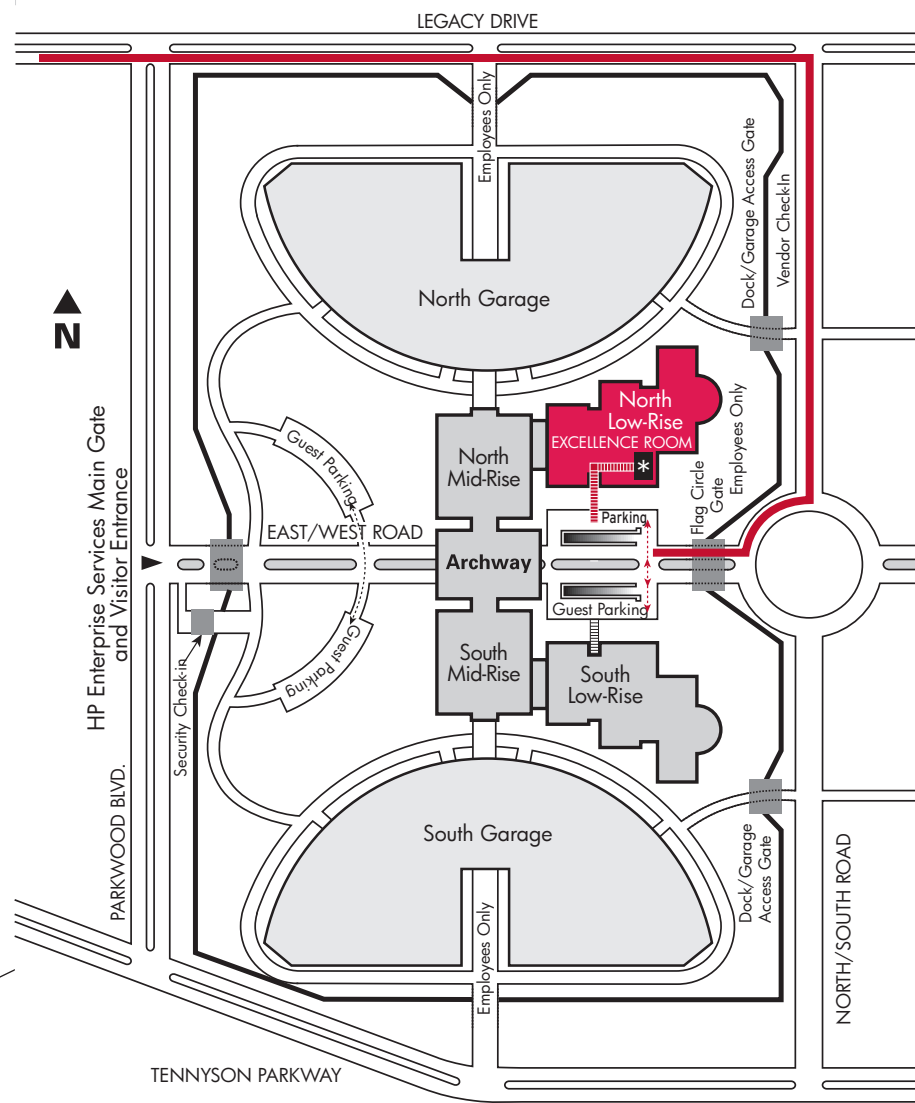 LEGACY DRIVE
Employees Only
Dock/Garage Access Gate
Vendor Check-In
North Garage
N
North
Low-Rise
EXCELLENCE ROOM
*
Employees Only
Flag Circle
Gate
HP Enterprise Services Main Gate
and Visitor Entrance
Guest Parking
North
Mid-Rise
Parking
EAST/WEST ROAD
Archway
Guest Parking
Guest Parking
Security Check-in
South
Mid-Rise
South
Low-Rise
PARKWOOD BLVD.
South Garage
Dock/Garage
Access Gate
Employees Only
NORTH/SOUTH ROAD
TENNYSON PARKWAY